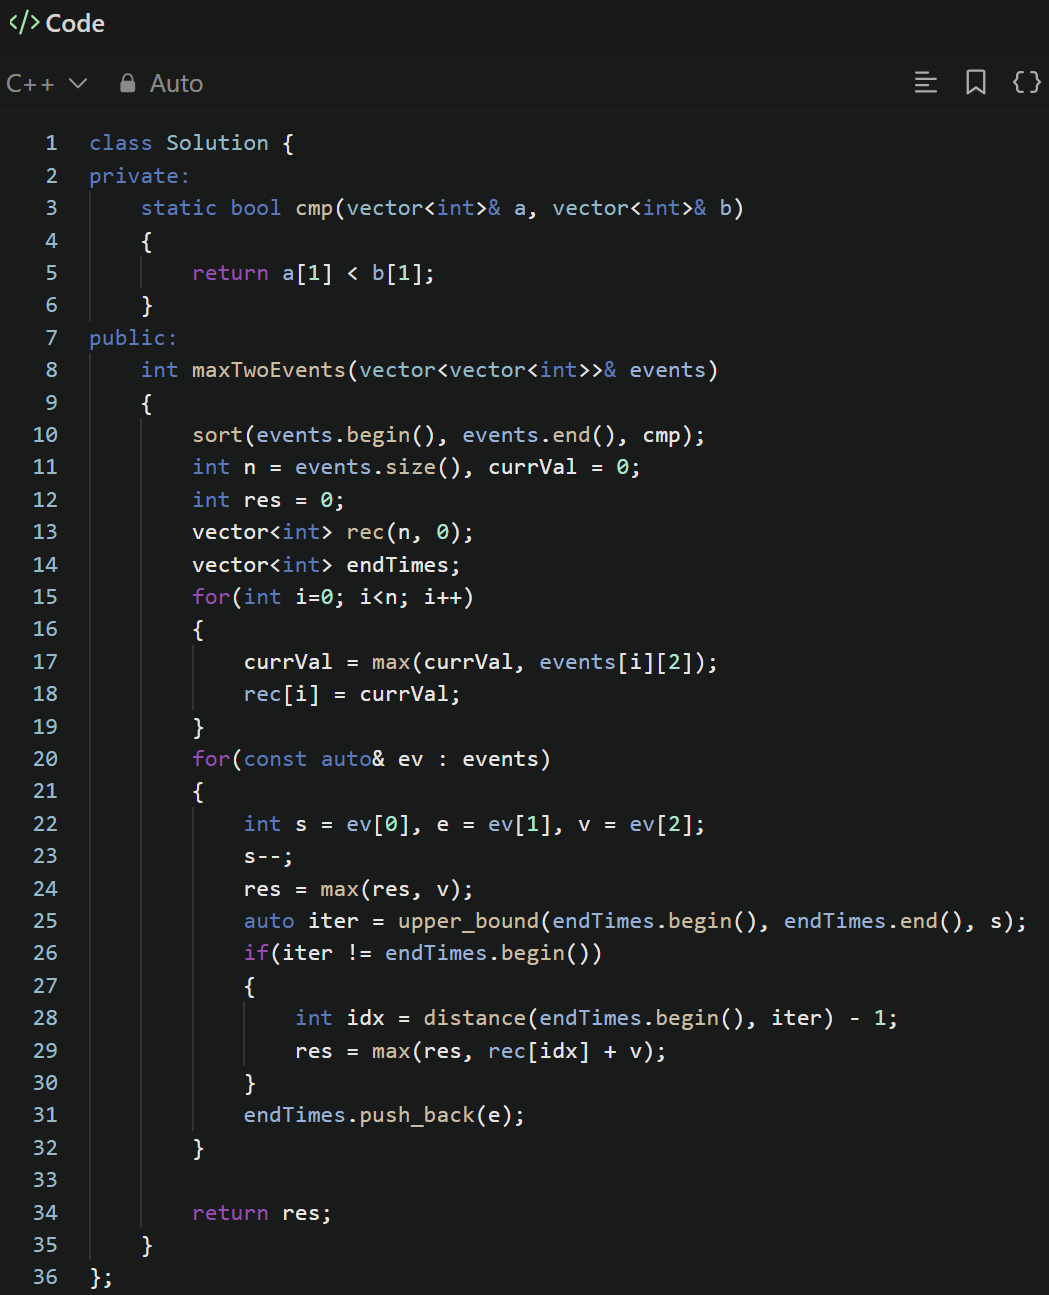 </> Code
C++ Auto {}
1 class Solution {
2 private:
3     static bool cmp(vector<int>& a, vector<int>& b)
4     {
5         return a[1] < b[1];
6     }
7 public:
8     int maxTwoEvents(vector<vector<int>>& events)
9     {
10         sort(events.begin(), events.end(), cmp);
11         int n = events.size(), currVal = 0;
12         int res = 0;
13         vector<int> rec(n, 0);
14         vector<int> endTimes;
15         for(int i=0; i<n; i++)
16         {
17             currVal = max(currVal, events[i][2]);
18             rec[i] = currVal;
19         }
20         for(const auto& ev : events)
21         {
22             int s = ev[0], e = ev[1], v = ev[2];
23             s--;
24             res = max(res, v);
25             auto iter = upper_bound(endTimes.begin(), endTimes.end(), s);
26             if(iter != endTimes.begin())
27             {
28                 int idx = distance(endTimes.begin(), iter) - 1;
29                 res = max(res, rec[idx] + v);
30             }
31             endTimes.push_back(e);
32         }
33
34         return res;
35     }
36 };